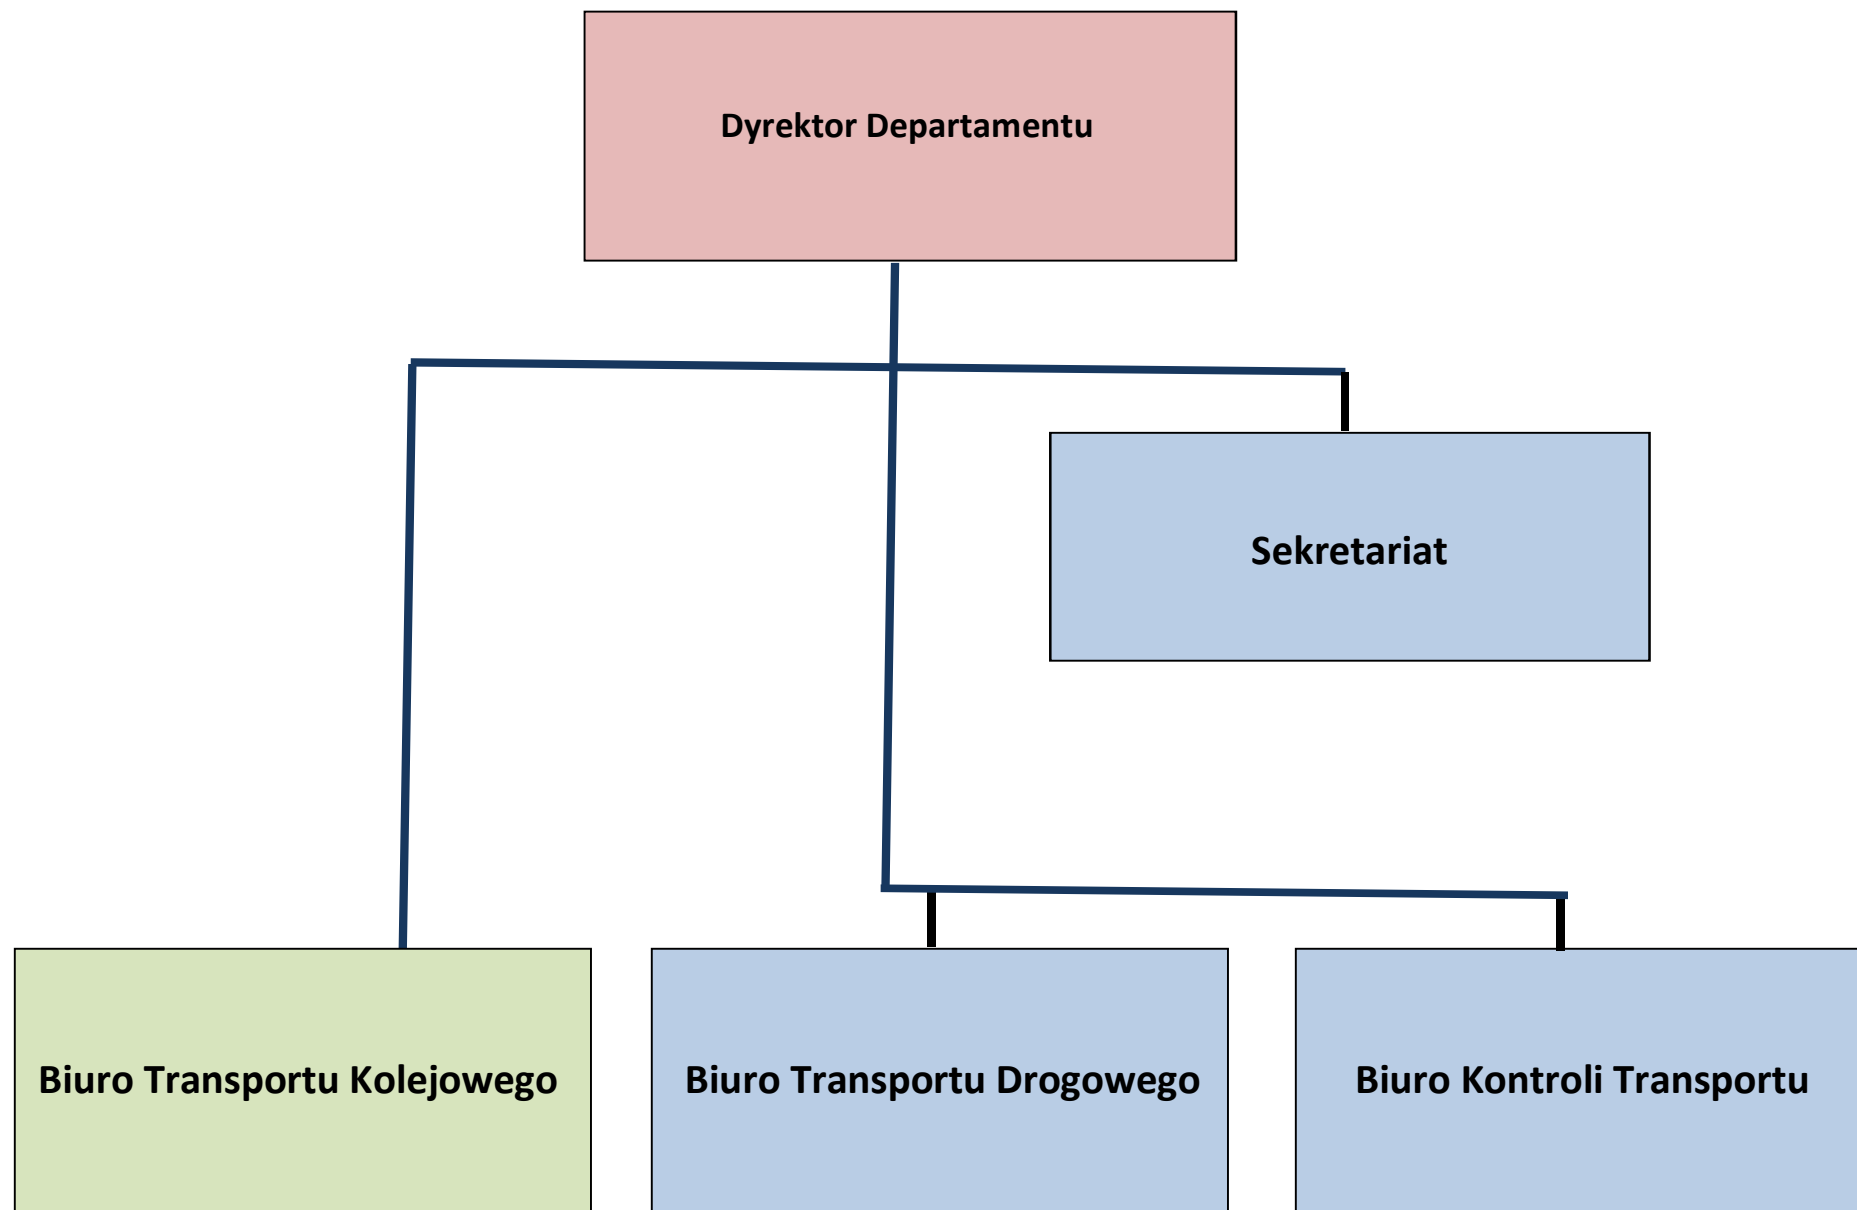 Dyrektor Departamentu
Sekretariat
Biuro Transportu Kolejowego
Biuro Transportu Drogowego
Biuro Kontroli Transportu